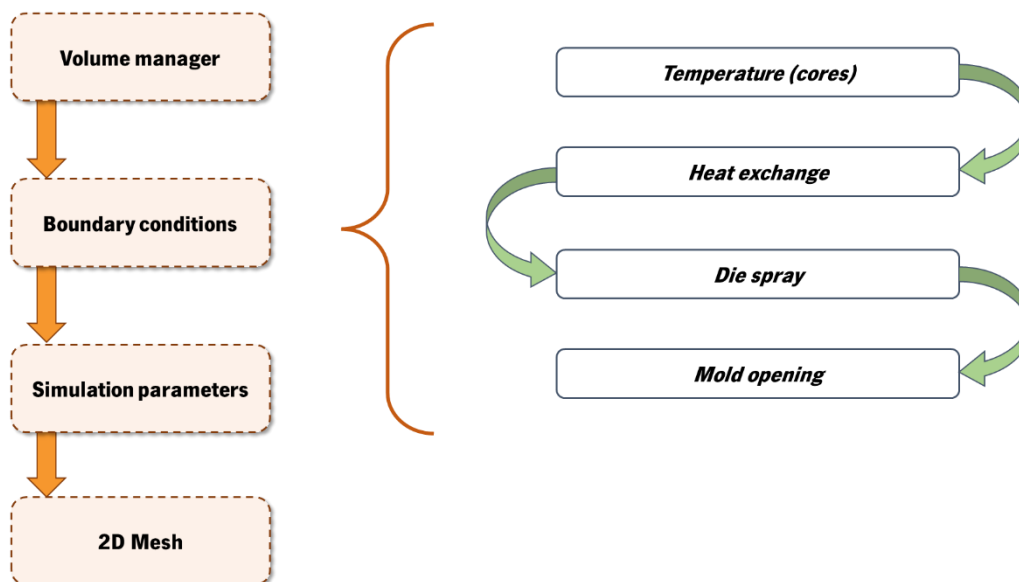 Volume manager
Boundary conditions
Simulation parameters
2D Mesh
Temperature (cores)
Heat exchange
Die spray
Mold opening